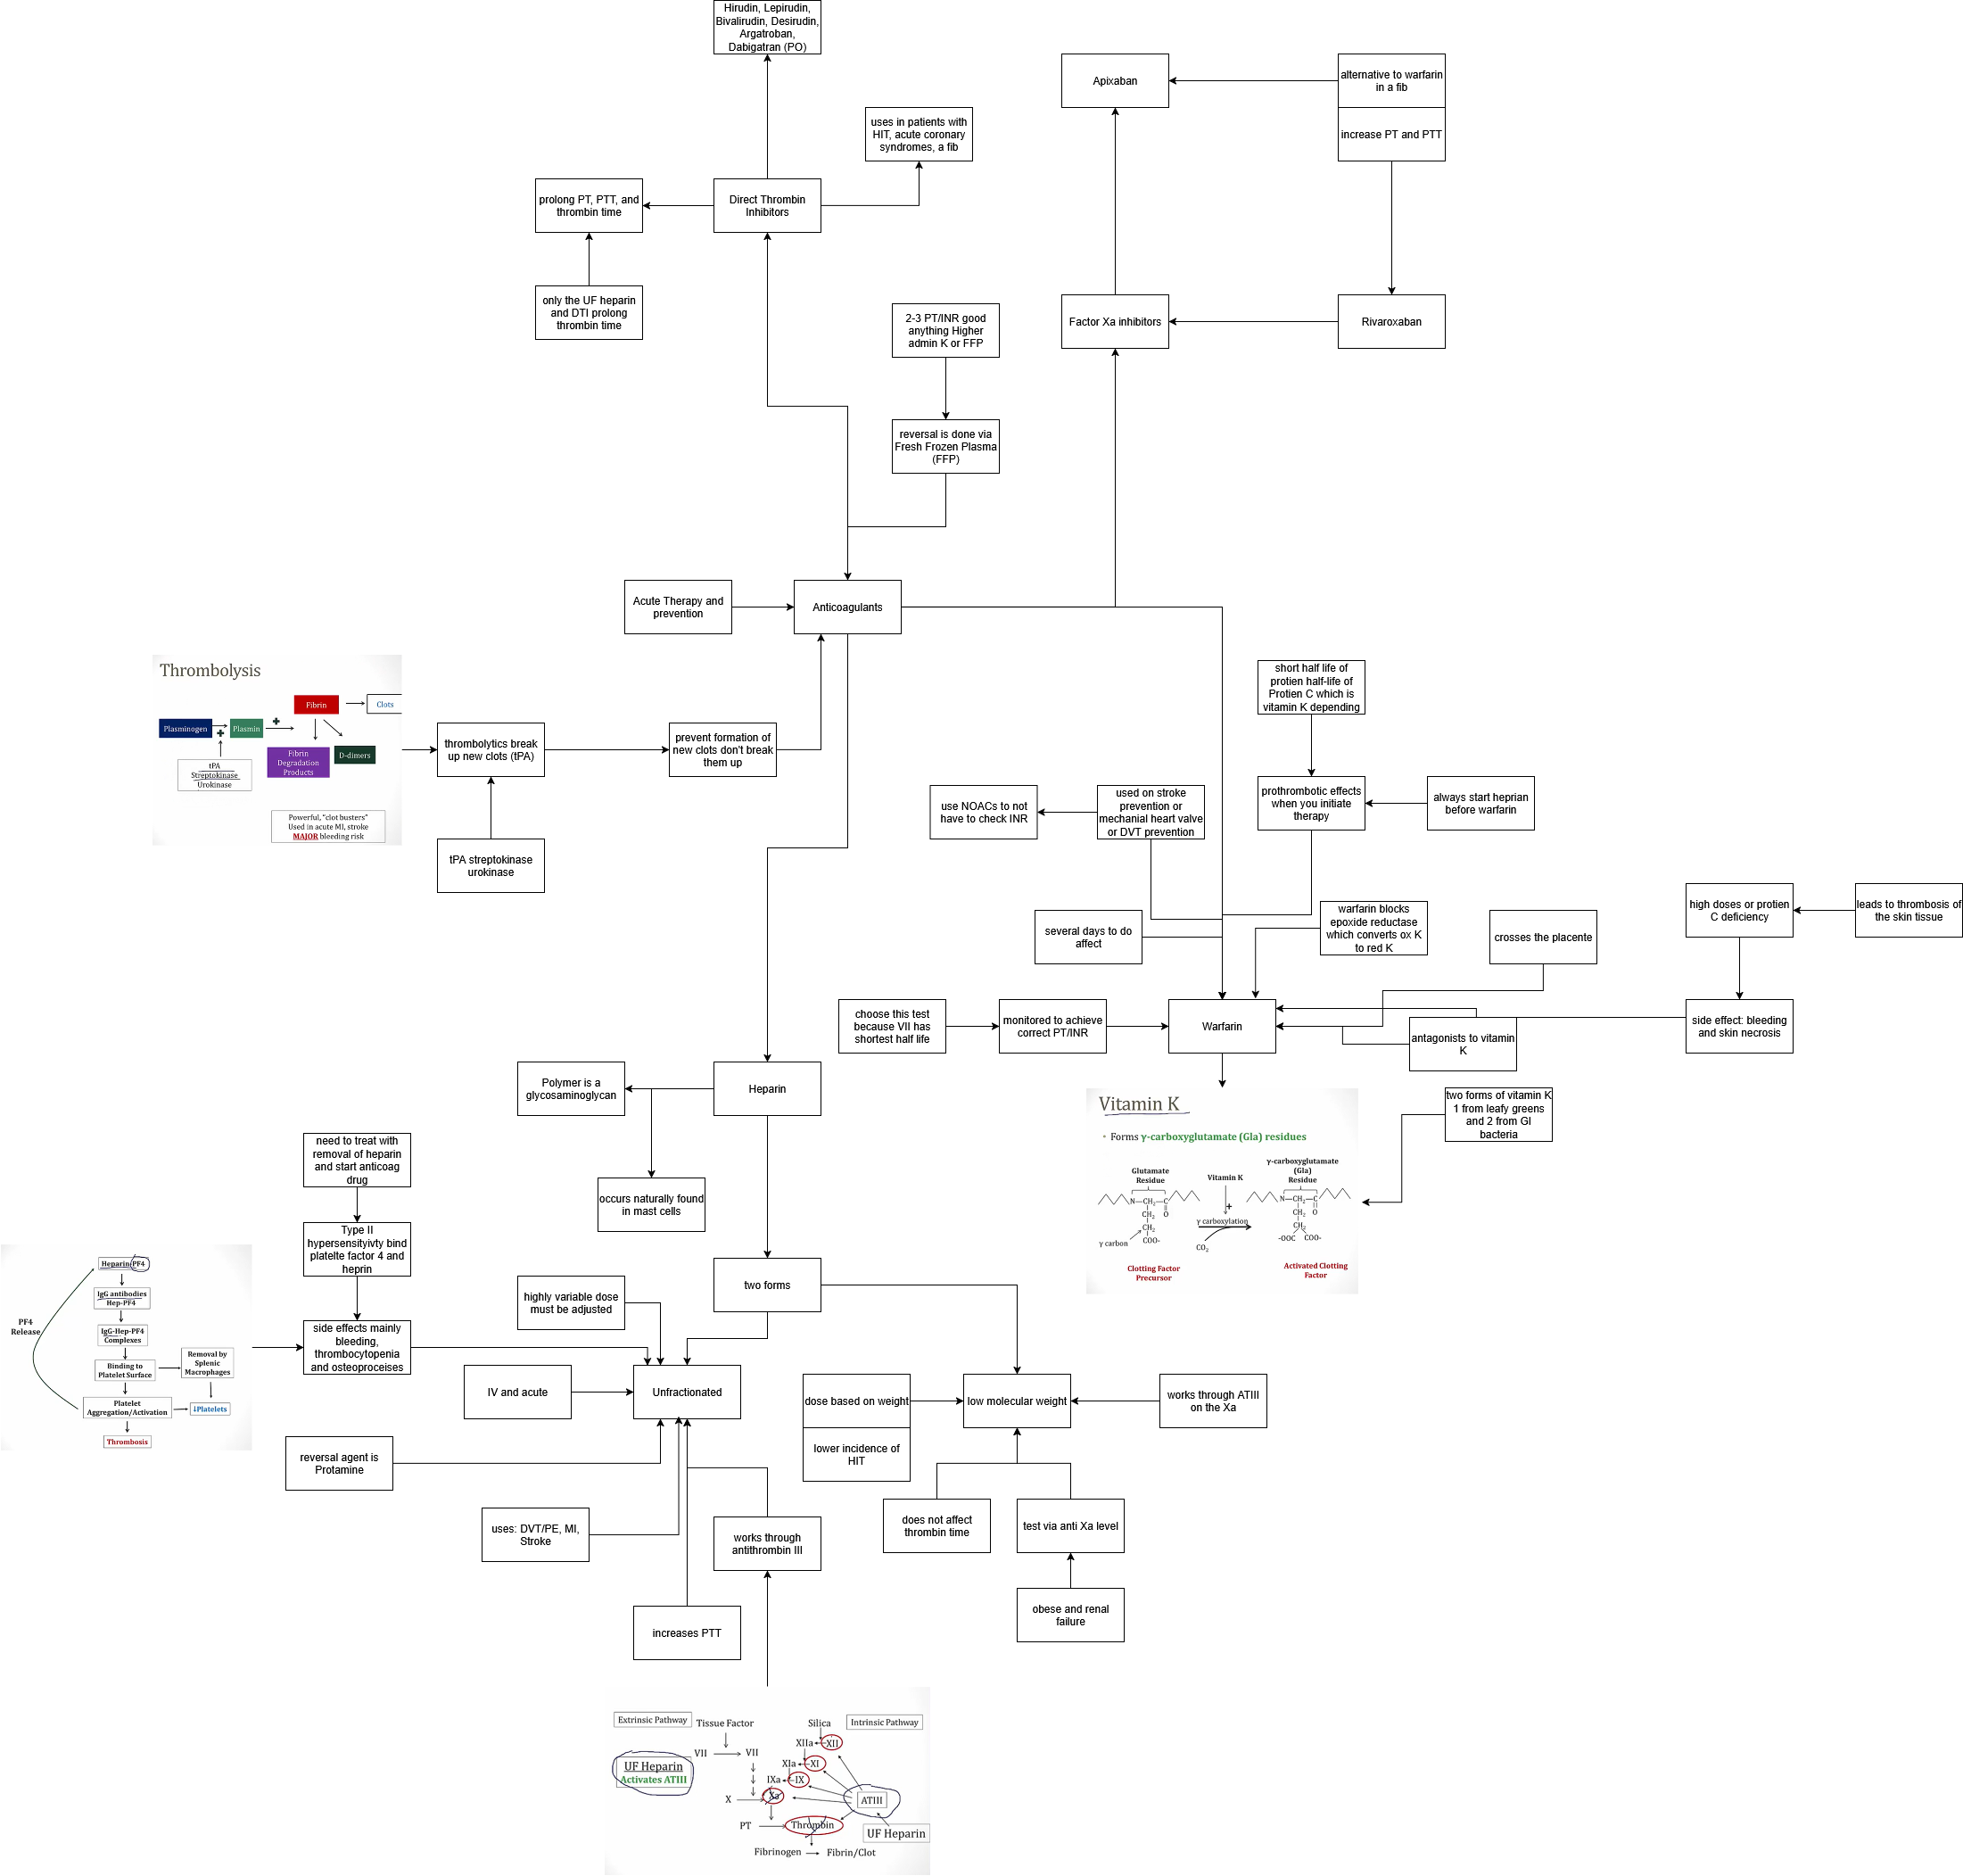 Hirudin, Lepirudin,
Bivalirudin, Desirudin,
Argatroban,
Dabigatran (PO)
Apixaban
alternative to warfarin
in a fib
increase PT and PTT
uses in patients with
HIT, acute coronary
syndromes, a fib
prolong PT, PTT, and
thrombin time
Direct Thrombin
Inhibitors
only the UF heparin
and DTI prolong
thrombin time
2-3 PT/INR good
anything Higher
admin K or FFP
Factor Xa inhibitors
Rivaroxaban
reversal is done via
Fresh Frozen Plasma
(FFP)
Acute Therapy and
prevention
Anticoagulants
Thrombolysis
Fibrin
Clots
Plasminogen
Plasmin
+
+
Fibrin
Degradation
Products
D-dimers
tPA
Streptokinase
Urokinase
Powerful, "clot busters"
Used in acute MI, stroke
MAJOR bleeding risk
thrombolytics break
up new clots (tPA)
prevent formation of
new clots don't break
them up
tPA streptokinase
urokinase
short half life of
protien half-life of
Protien C which is
vitamin K depending
use NOACs to not
have to check INR
used on stroke
prevention or
mechanial heart valve
or DVT prevention
prothrombotic effects
when you initiate
therapy
always start heprian
before warfarin
several days to do
affect
warfarin blocks
epoxide reductase
which converts ox K
to red K
crosses the placente
high doses or protien
C deficiency
leads to thrombosis of
the skin tissue
choose this test
because VII has
shortest half life
monitored to achieve
correct PT/INR
Warfarin
antagonists to vitamin
K
side effect: bleeding
and skin necrosis
Polymer is a
glycosaminoglycan
Heparin
occurs naturally found
in mast cells
Vitamin K
• Forms γ-carboxyglutamate (Gla) residues
Glutamate
Residue
Vitamin K
γ-carboxyglutamate
(Gla)
Residue
N—CH₂—C
O
CH₂
CH₂
COO-
γ carbon
+
γ carboxylation
CO₂
N—CH₂—C
O
CH₂
CH₂
-OOC COO-
Clotting Factor
Precursor
Activated Clotting
Factor
two forms of vitamin K
1 from leafy greens
and 2 from GI
bacteria
need to treat with
removal of heparin
and start anticoag
drug
Type II
hypersensityivty bind
platelte factor 4 and
heprin
side effects mainly
bleeding,
thrombocytopenia
and osteoproceises
Heparin-PF4
IgG antibodies
Hep-PF4
PF4
Release
IgG-Hep-PF4
Complexes
Binding to
Platelet Surface
Removal by
Splenic
Macrophages
Platelet
Aggregation/Activation
↓Platelets
Thrombosis
two forms
highly variable dose
must be adjusted
IV and acute
Unfractionated
reversal agent is
Protamine
uses: DVT/PE, MI,
Stroke
works through
antithrombin III
increases PTT
dose based on weight
lower incidence of
HIT
low molecular weight
works through ATIII
on the Xa
does not affect
thrombin time
test via anti Xa level
obese and renal
failure
Extrinsic Pathway
Tissue Factor
Silica
Intrinsic Pathway
XIIa
XII
VII
VII
UF Heparin
Activates ATIII
XIa
XI
IXa
IX
X
Xa
ATIII
PT
Thrombin
UF Heparin
Fibrinogen
Fibrin/Clot